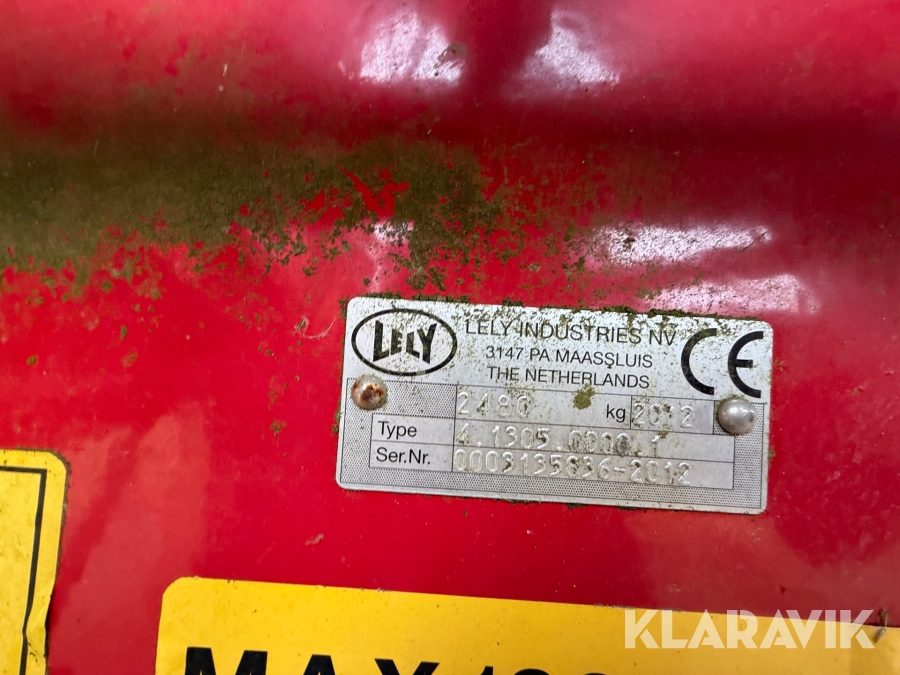 LELY
LELY INDUSTRIES NV
3147 PA MAASSLUIS
THE NETHERLANDS
CE
2480 kg 2012
Type 4.1305.0000.1
Ser.Nr. 0003135836-2012
MAX
KLARAVIK